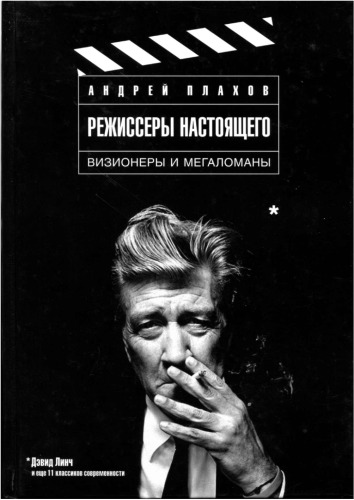 АНДРЕЙ ПЛАХОВ
РЕЖИССЕРЫ НАСТОЯЩЕГО
ВИЗИОНЕРЫ И МЕГАЛОМАНЫ
*
* Дэвид Линч
и еще 11 классиков современности